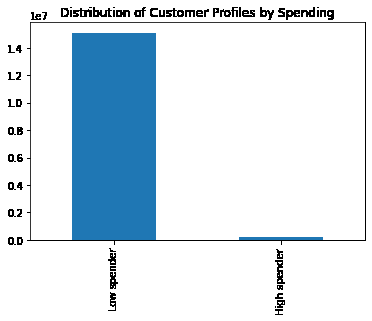 Distribution of Customer Profiles by Spending
1e7
1.4
1.2
1.0
0.8
0.6
0.4
0.2
0.0
Low spender
High spender